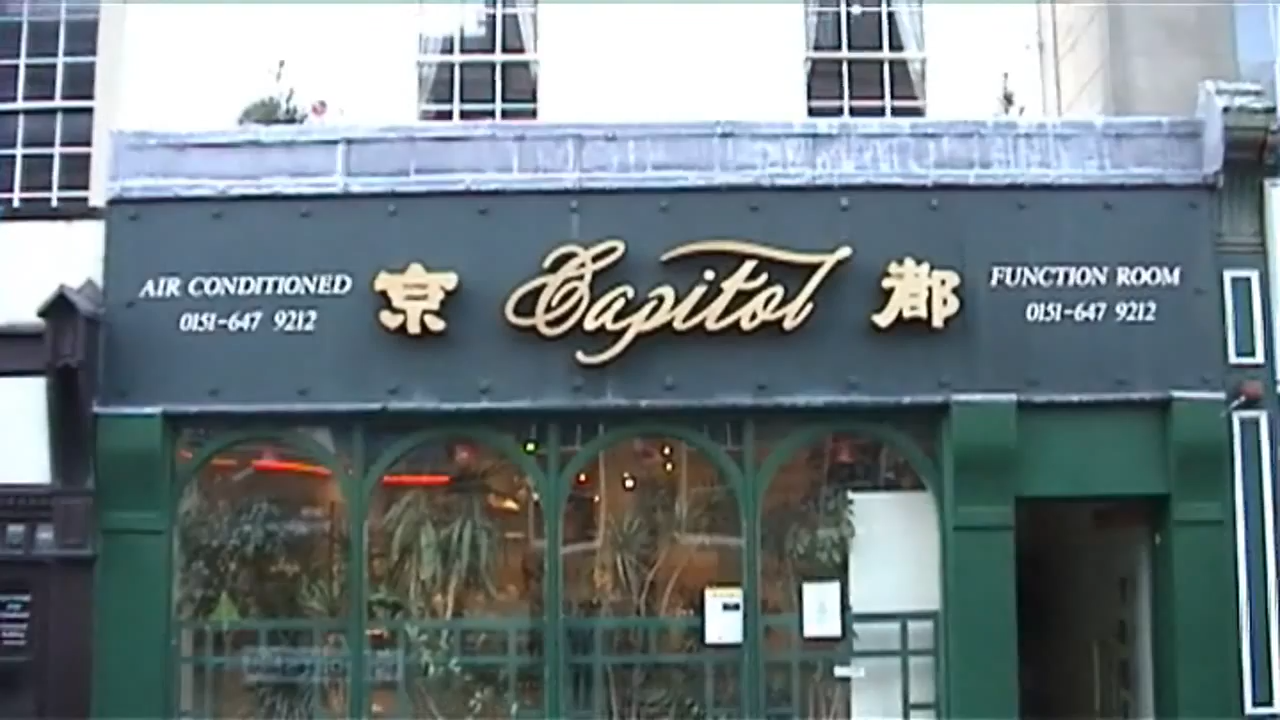 AIR CONDITIONED
0151-647 9212
京 Capitol 都
FUNCTION ROOM
0151-647 9212